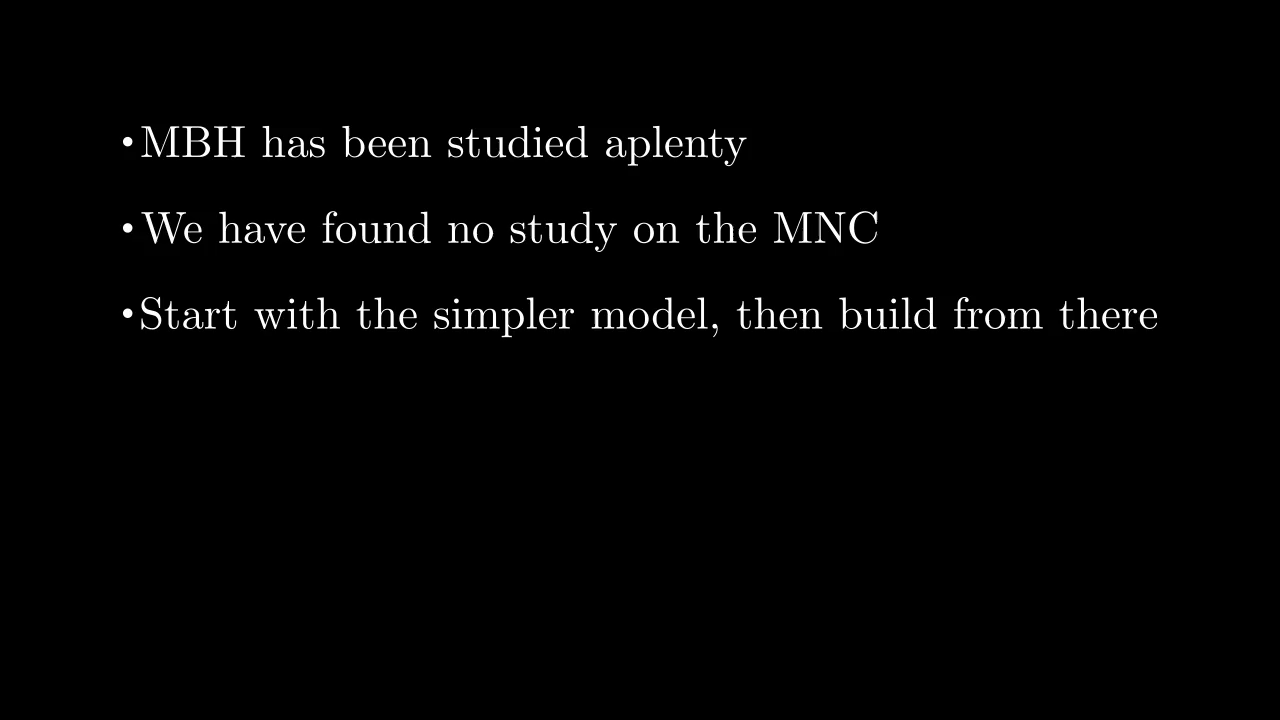 •MBH has been studied aplenty
•We have found no study on the MNC
•Start with the simpler model, then build from there